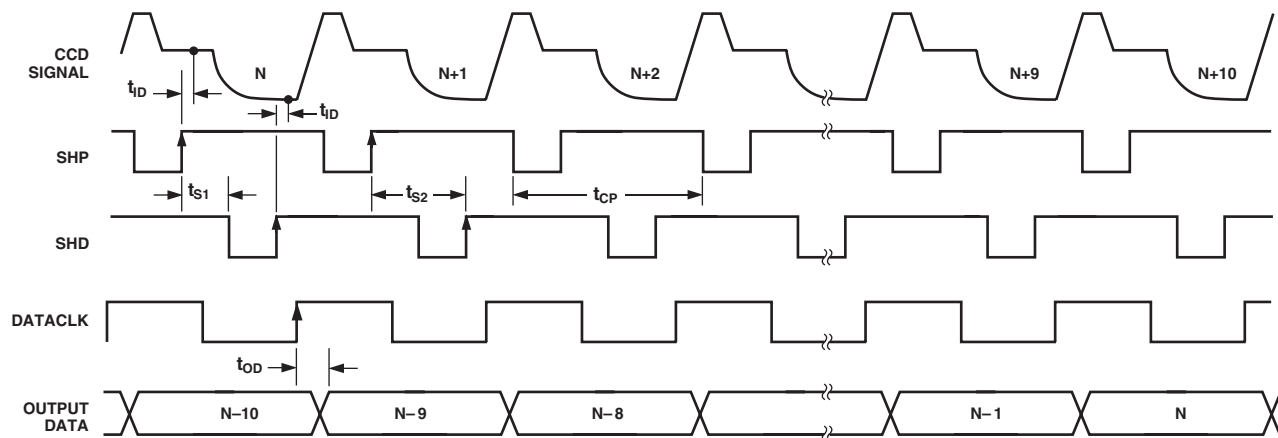 CCD
SIGNAL
N
N+1
N+2
N+9
N+10
tID
tID
SHP
tS1
tS2
tCP
SHD
DATACLK
tOD
OUTPUT
DATA
N–10
N–9
N–8
N–1
N